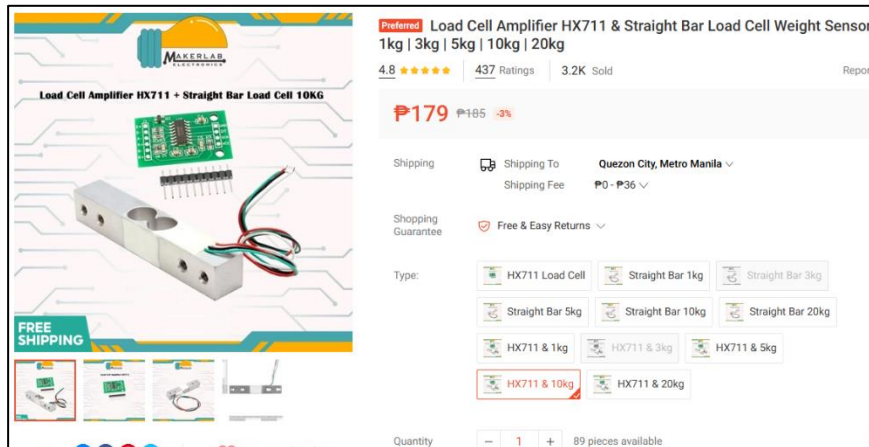 MAKERLAB
ELECTRONICS
Load Cell Amplifier HX711 + Straight Bar Load Cell 10KG
FREE
SHIPPING
Preferred Load Cell Amplifier HX711 & Straight Bar Load Cell Weight Sensor
1kg | 3kg | 5kg | 10kg | 20kg
4.8 437 Ratings 3.2K Sold Repor
₱179 ₱185 -3%
Shipping Shipping To Quezon City, Metro Manila
Shipping Fee ₱0 - ₱36
Shopping
Guarantee Free & Easy Returns
Type: HX711 Load Cell Straight Bar 1kg Straight Bar 3kg
Straight Bar 5kg Straight Bar 10kg Straight Bar 20kg
HX711 & 1kg HX711 & 3kg HX711 & 5kg
HX711 & 10kg HX711 & 20kg
Quantity − 1 + 89 pieces available